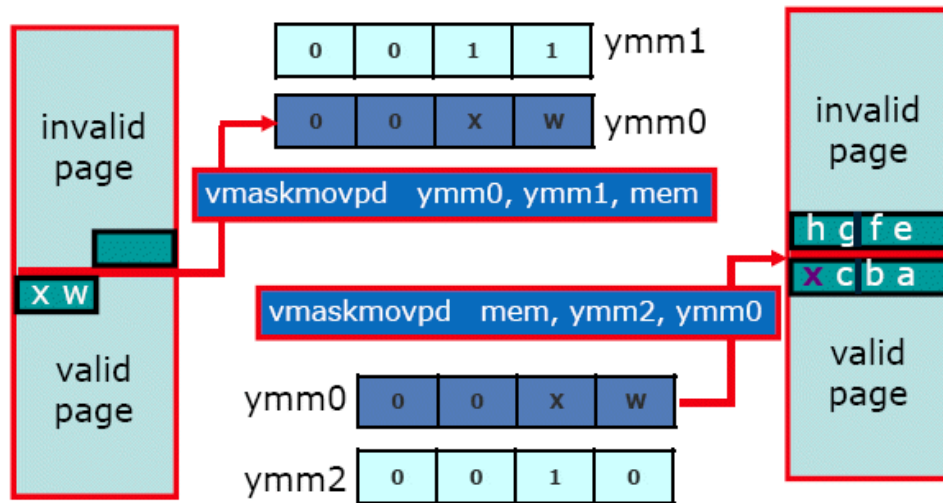 0 0 1 1 ymm1
invalid
page
0 0 X W ymm0
invalid
page
vmaskmovpd ymm0, ymm1, mem
h g f e
x w
x c b a
vmaskmovpd mem, ymm2, ymm0
valid
page
valid
page
ymm0 0 0 X W
ymm2 0 0 1 0